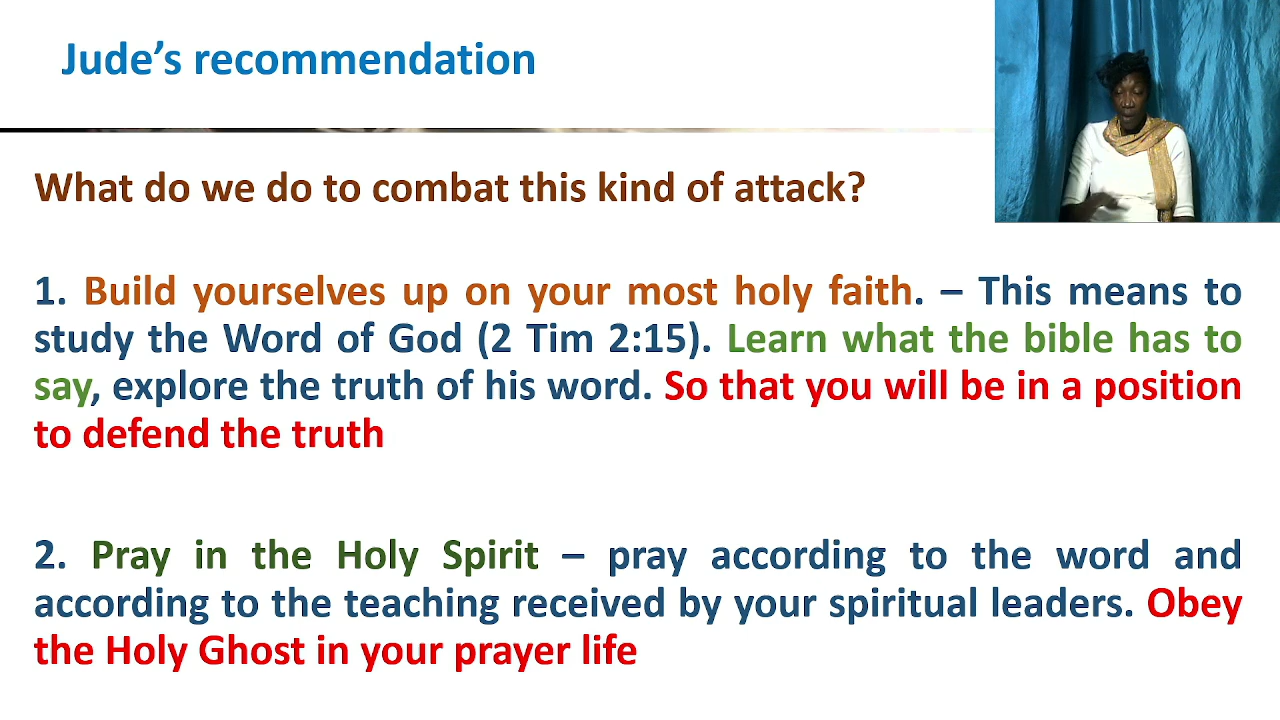 Jude’s recommendation
What do we do to combat this kind of attack?
1. Build yourselves up on your most holy faith. – This means to
study the Word of God (2 Tim 2:15). Learn what the bible has to
say, explore the truth of his word. So that you will be in a position
to defend the truth
2. Pray in the Holy Spirit – pray according to the word and
according to the teaching received by your spiritual leaders. Obey
the Holy Ghost in your prayer life